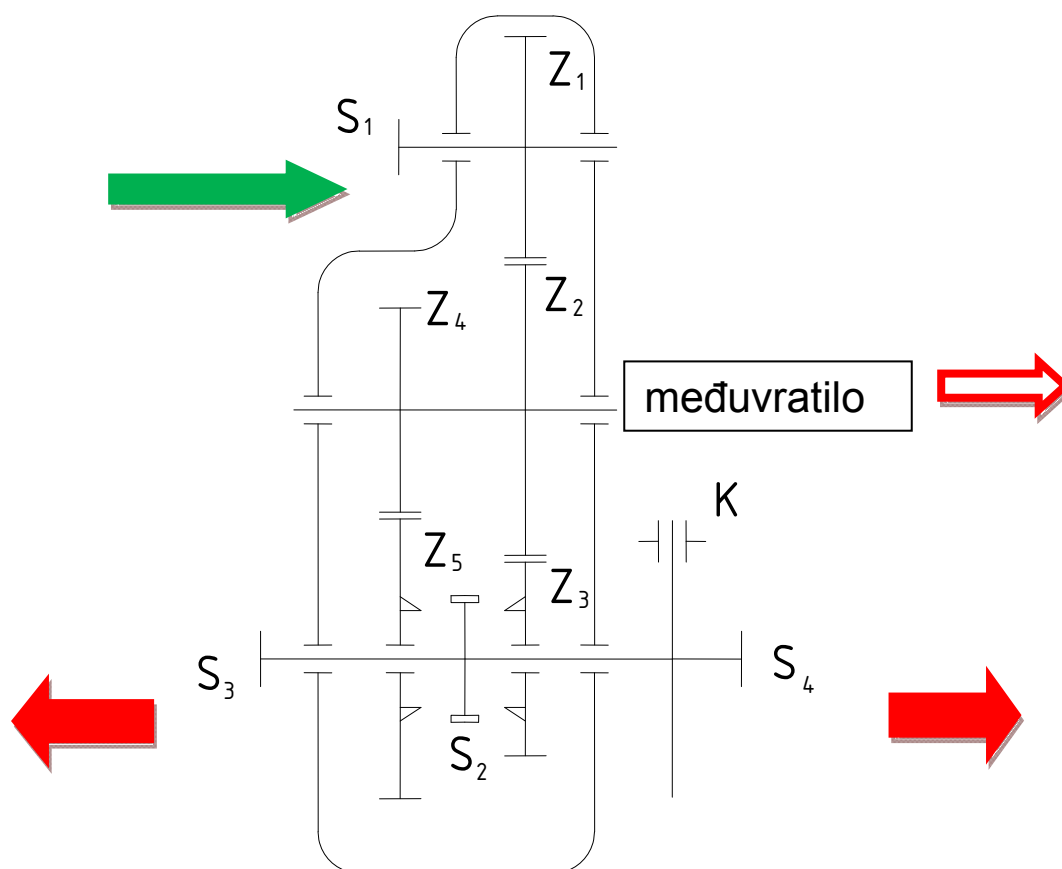 Z₁
S₁
Z₂
Z₄
međuvratilo
K
Z₅
Z₃
S₃
S₄
S₂